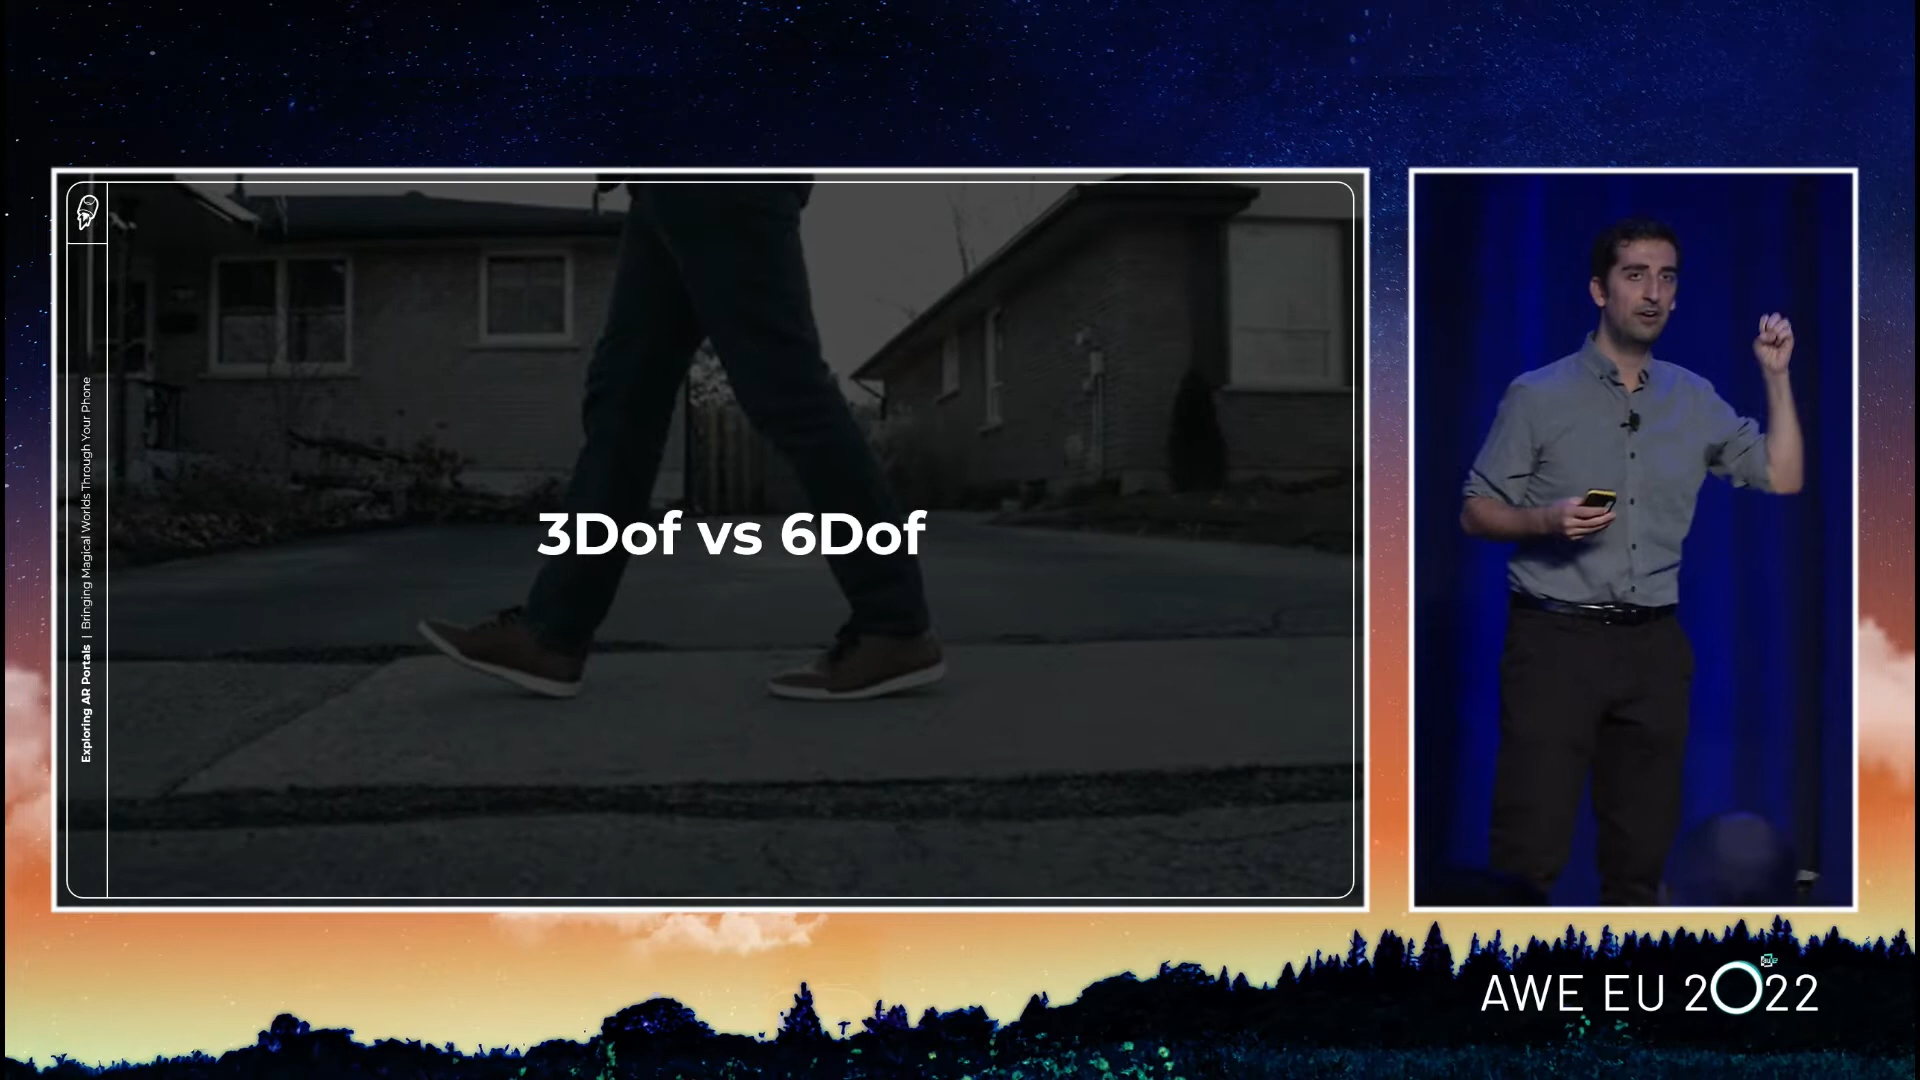 Exploring AR Portals | Bringing Magical Worlds Through Your Phone
3Dof vs 6Dof
AWE EU 2022